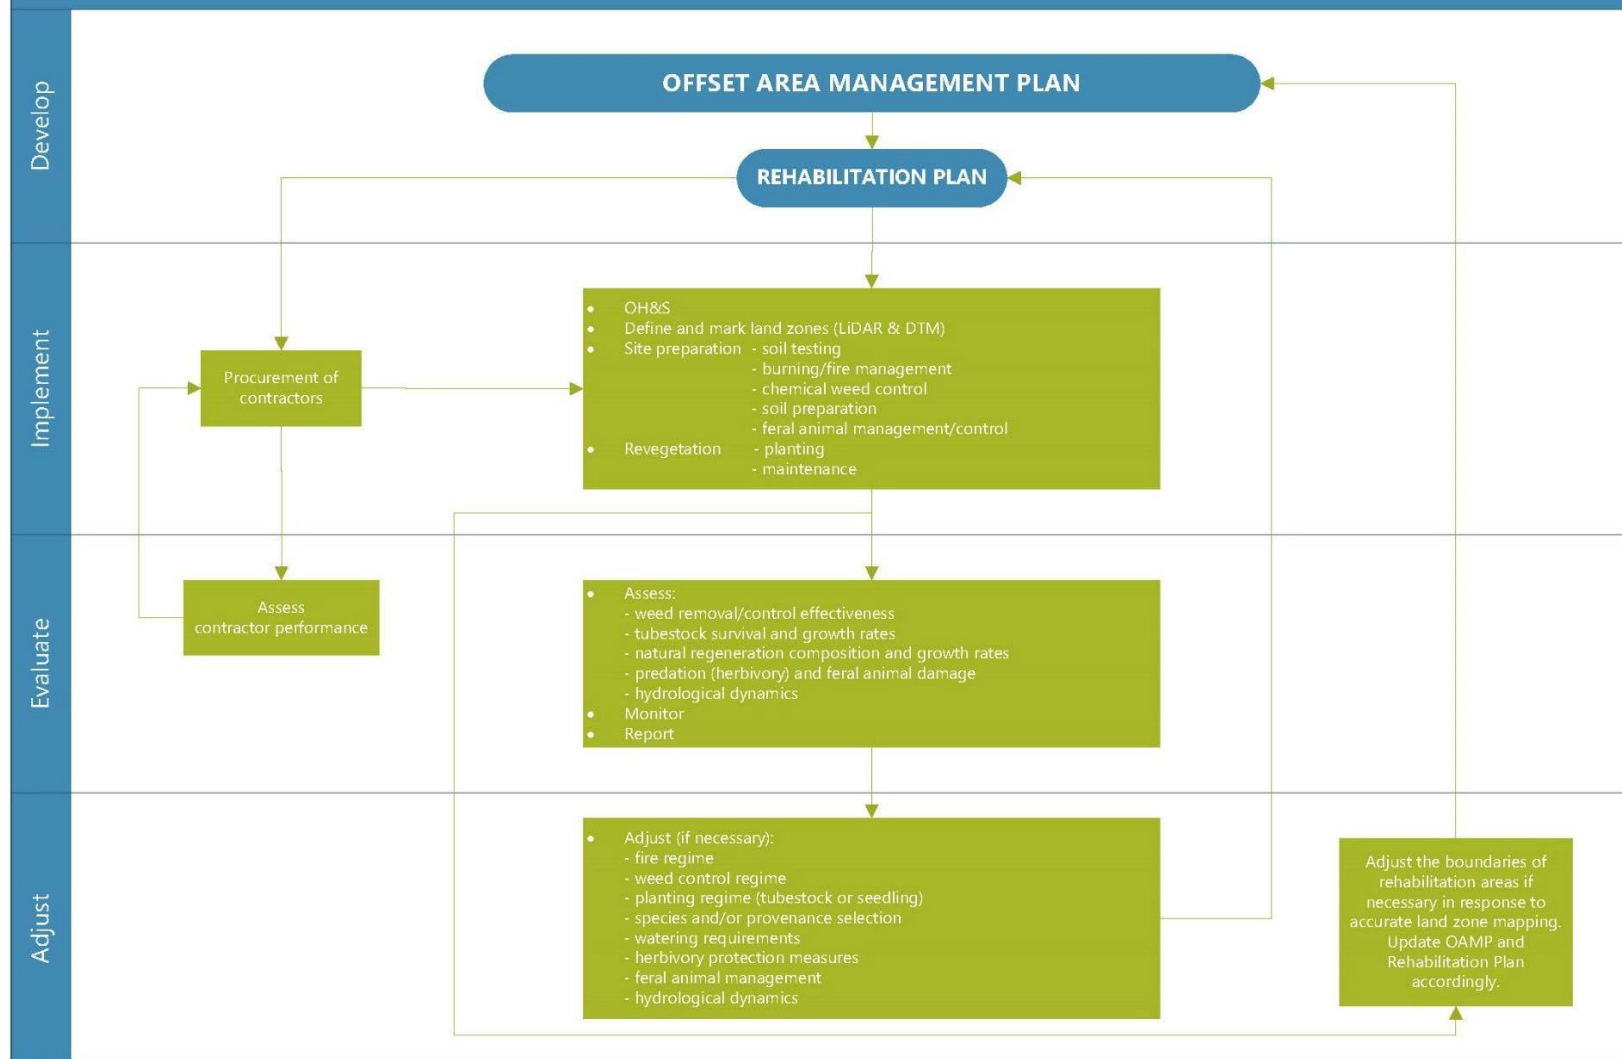 Develop
OFFSET AREA MANAGEMENT PLAN
REHABILITATION PLAN
Implement
Procurement of
contractors
• OH&S
• Define and mark land zones (LiDAR & DTM)
• Site preparation - soil testing
- burning/fire management
- chemical weed control
- soil preparation
- feral animal management/control
• Revegetation - planting
- maintenance
Evaluate
Assess
contractor performance
• Assess:
- weed removal/control effectiveness
- tubestock survival and growth rates
- natural regeneration composition and growth rates
- predation (herbivory) and feral animal damage
- hydrological dynamics
• Monitor
• Report
Adjust
• Adjust (if necessary):
- fire regime
- weed control regime
- planting regime (tubestock or seedling)
- species and/or provenance selection
- watering requirements
- herbivory protection measures
- feral animal management
- hydrological dynamics
Adjust the boundaries of
rehabilitation areas if
necessary in response to
accurate land zone mapping.
Update OAMP and
Rehabilitation Plan
accordingly.